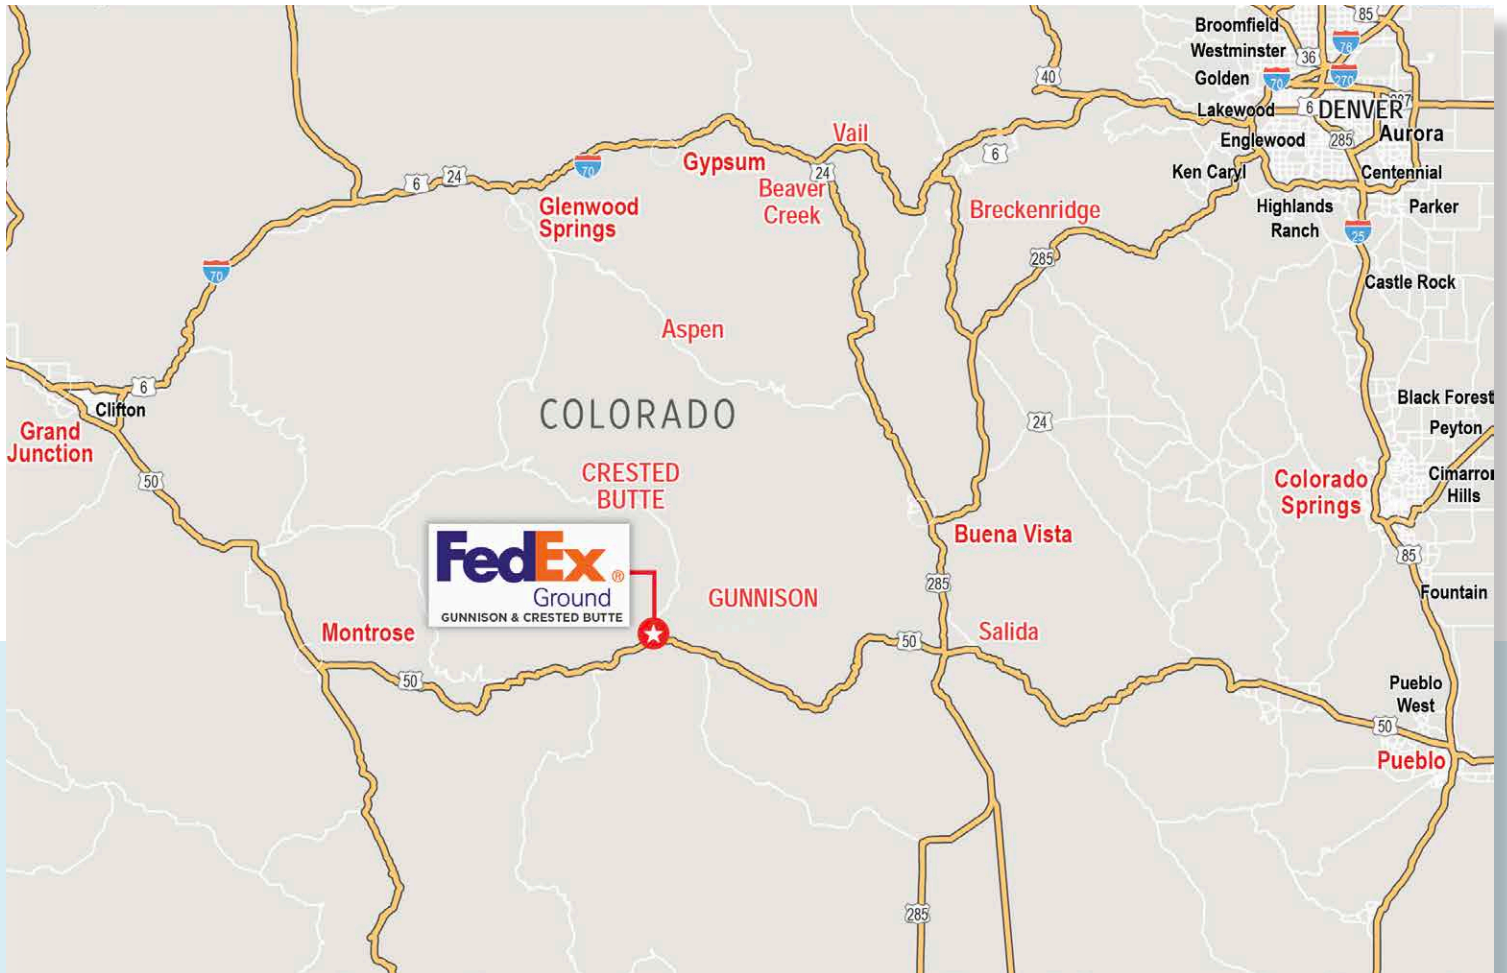 85
Broomfield
76
Westminster
36
40
Golden
70
270
Lakewood
6
DENVER
Vail
Aurora
Englewood
285
6
Gypsum
70
24
Ken Caryl
Centennial
6
24
Beaver
Creek
Glenwood
Springs
Breckenridge
Highlands
Ranch
Parker
25
285
70
Castle Rock
Aspen
6
Clifton
COLORADO
Black Forest
24
Peyton
Grand
Junction
CRESTED
BUTTE
50
Colorado
Springs
Hills
Buena Vista
85
FedEx®
Ground
GUNNISON & CRESTED BUTTE
285
GUNNISON
Fountain
Montrose
Salida
50
50
Pueblo
West
50
Pueblo
285